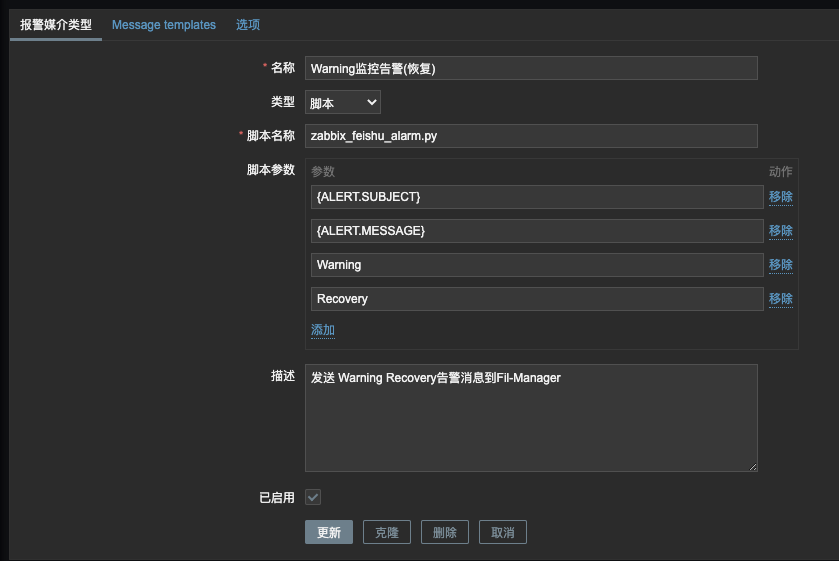 报警媒介类型 Message templates 选项
* 名称 Warning监控告警(恢复)
类型 脚本
* 脚本名称 zabbix_feishu_alarm.py
脚本参数 参数 动作
{ALERT.SUBJECT} 移除
{ALERT.MESSAGE} 移除
Warning 移除
Recovery 移除
添加
描述 发送 Warning Recovery告警消息到Fil-Manager
已启用
更新 克隆 删除 取消